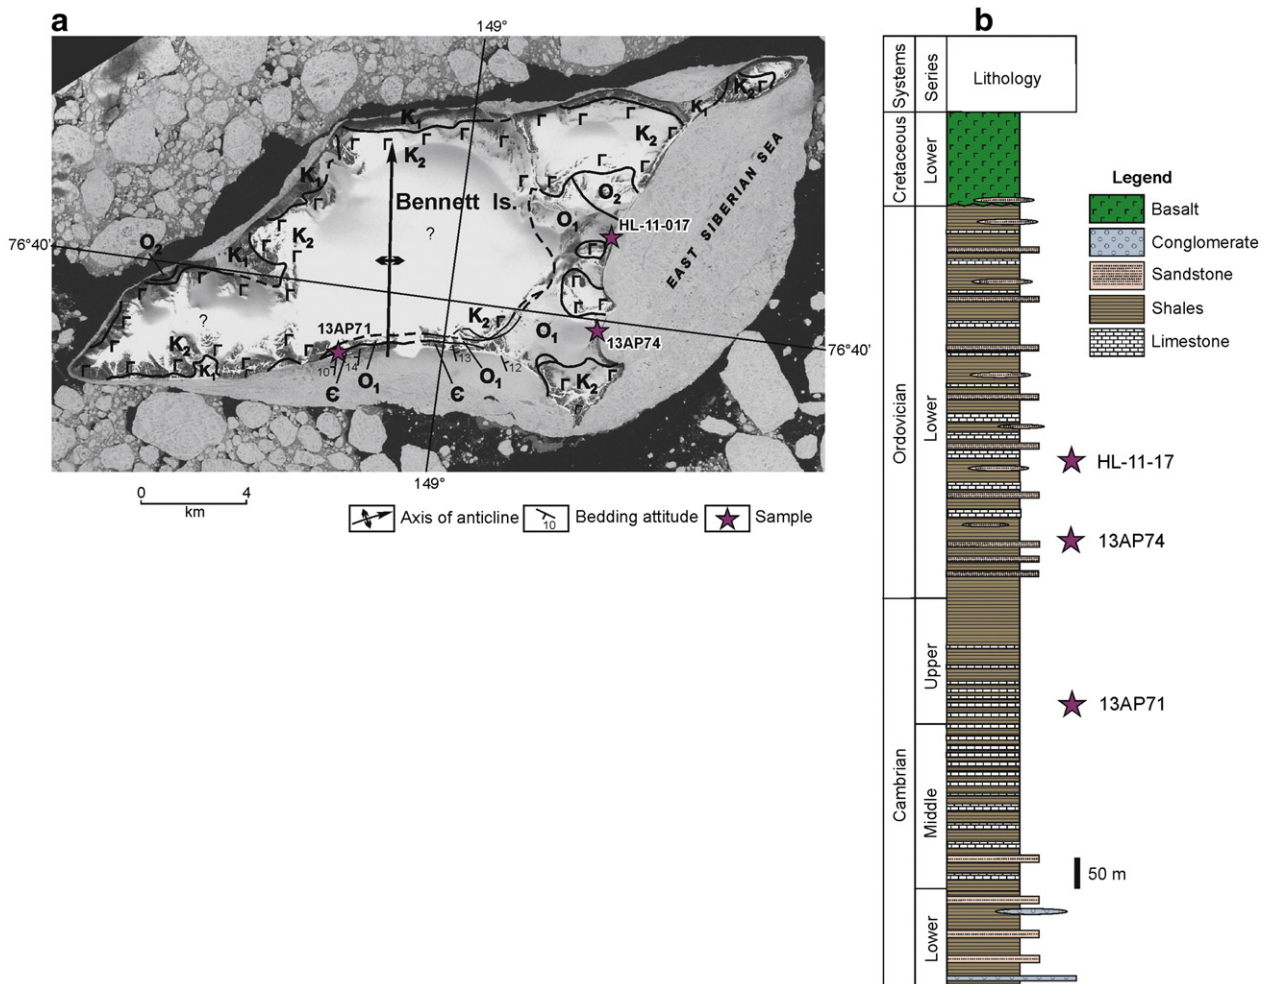 a
149°
K₂
K₁
K₁
K₂
K₂
K₁
Bennett Is.
O₂
O₁
HL-11-017
?
EAST SIBERIAN SEA
76°40'
O₂
K₁
K₂
?
13AP71
K₂
O₁
13AP74
76°40'
K₂
K₁
10
14
13
12
Є
O₁
Є
O₁
K₂
149°
0
4
km
Axis of anticline
10
Bedding attitude
Sample
b
Systems
Series
Lithology
Cretaceous
Lower
Ordovician
Lower
Cambrian
Upper
Middle
Lower
HL-11-17
13AP74
13AP71
50 m
Legend
Basalt
Conglomerate
Sandstone
Shales
Limestone